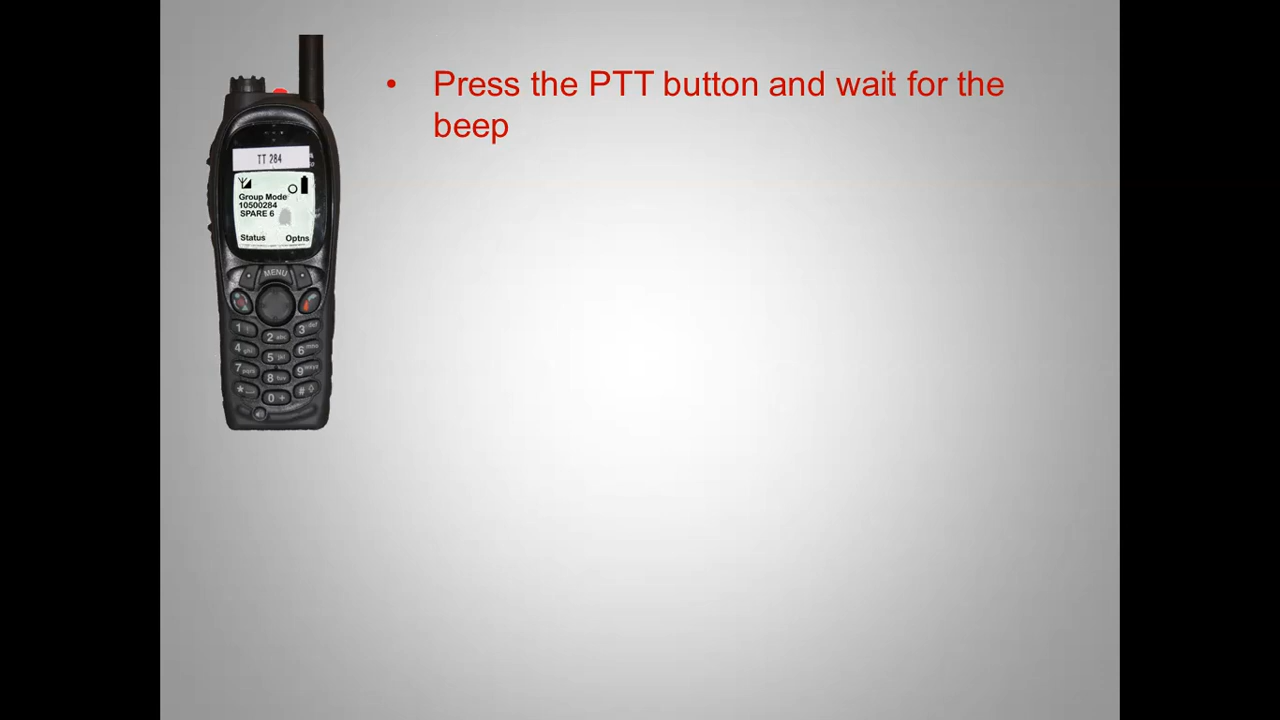 • Press the PTT button and wait for the
beep
TT 284
Group Mode
10500284
SPARE 6
Status Optns
MENU
1 2 abc 3 def
4 ghi 5 jkl 6 mno
7 pqrs 8 tuv 9 wxyz
* 0 + #